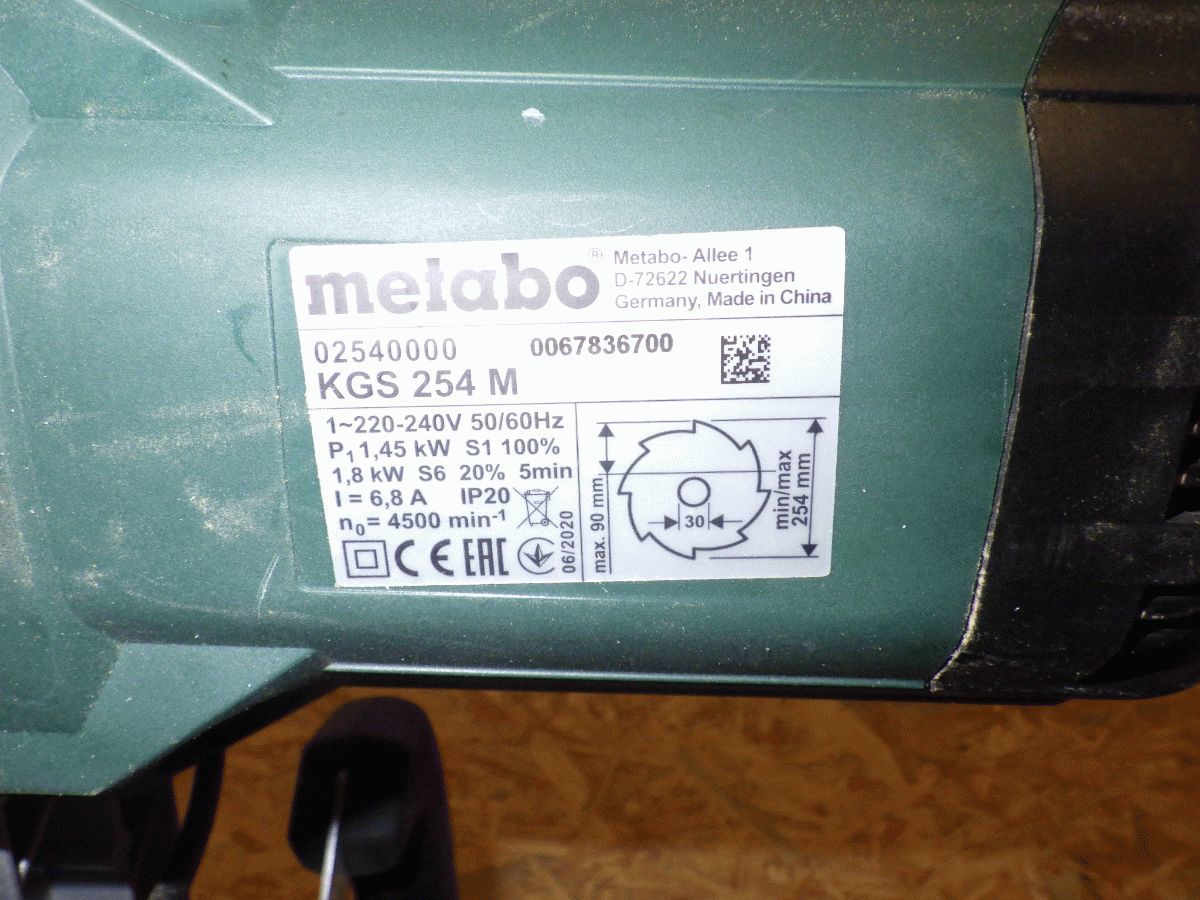 metabo®
Metabo- Allee 1
D-72622 Nuertingen
Germany, Made in China
02540000 0067836700
KGS 254 M
1~220-240V 50/60Hz
P1 1,45 kW S1 100%
1,8 kW S6 20% 5min
I = 6,8 A IP20
n0= 4500 min-1
CE EAC
06/2020
max. 90 mm
30
min/max
254 mm